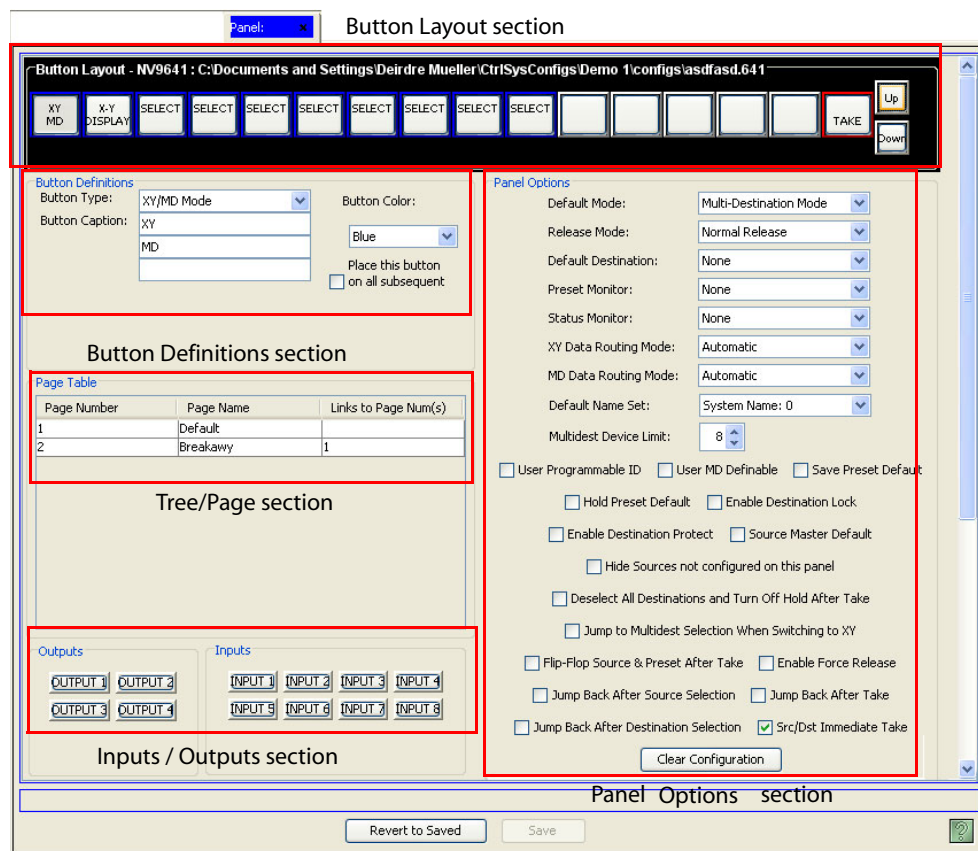 Panel: x
Button Layout section
Button Layout - NV9641 : C:\Documents and Settings\Deirdre Mueller\CtrlSysConfigs\Demo 1\configs\asdfasd.641
XY MD
X-Y DISPLAY
SELECT
SELECT
SELECT
SELECT
SELECT
SELECT
SELECT
SELECT
TAKE
Up
Down
Button Definitions
Button Type: XY/MD Mode
Button Color:
Button Caption: XY
MD
Blue
Place this button
on all subsequent
Button Definitions section
Page Table
Page Number Page Name Links to Page Num(s)
1 Default
2 Breakawy 1
Tree/Page section
Outputs
OUTPUT 1 OUTPUT 2
OUTPUT 3 OUTPUT 4
Inputs
INPUT 1 INPUT 2 INPUT 3 INPUT 4
INPUT 5 INPUT 6 INPUT 7 INPUT 8
Inputs / Outputs section
Panel Options
Default Mode: Multi-Destination Mode
Release Mode: Normal Release
Default Destination: None
Preset Monitor: None
Status Monitor: None
XY Data Routing Mode: Automatic
MD Data Routing Mode: Automatic
Default Name Set: System Name: 0
Multidest Device Limit: 8
User Programmable ID User MD Definable Save Preset Default
Hold Preset Default Enable Destination Lock
Enable Destination Protect Source Master Default
Hide Sources not configured on this panel
Deselect All Destinations and Turn Off Hold After Take
Jump to Multidest Selection When Switching to XY
Flip-Flop Source & Preset After Take Enable Force Release
Jump Back After Source Selection Jump Back After Take
Jump Back After Destination Selection Src/Dst Immediate Take
Clear Configuration
Panel Options section
Revert to Saved Save
?